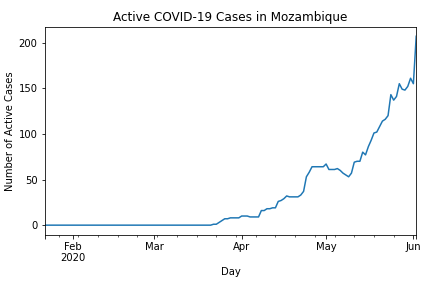 Active COVID-19 Cases in Mozambique
Number of Active Cases
200
150
100
50
0
Feb
2020
Mar
Apr
May
Jun
Day